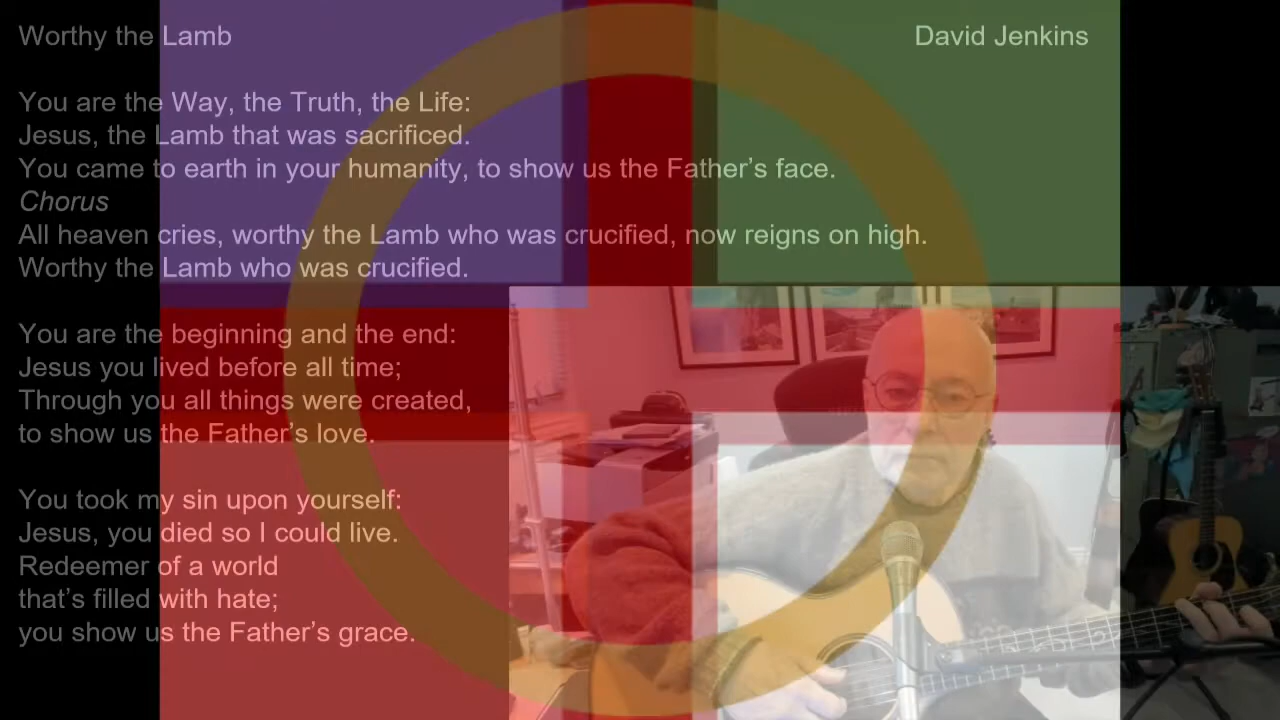 Worthy the Lamb David Jenkins
You are the Way, the Truth, the Life:
Jesus, the Lamb that was sacrificed.
You came to earth in your humanity, to show us the Father’s face.
Chorus
All heaven cries, worthy the Lamb who was crucified, now reigns on high.
Worthy the Lamb who was crucified.
You are the beginning and the end:
Jesus you lived before all time;
Through you all things were created,
to show us the Father’s love.
You took my sin upon yourself:
Jesus, you died so I could live.
Redeemer of a world
that’s filled with hate;
you show us the Father’s grace.